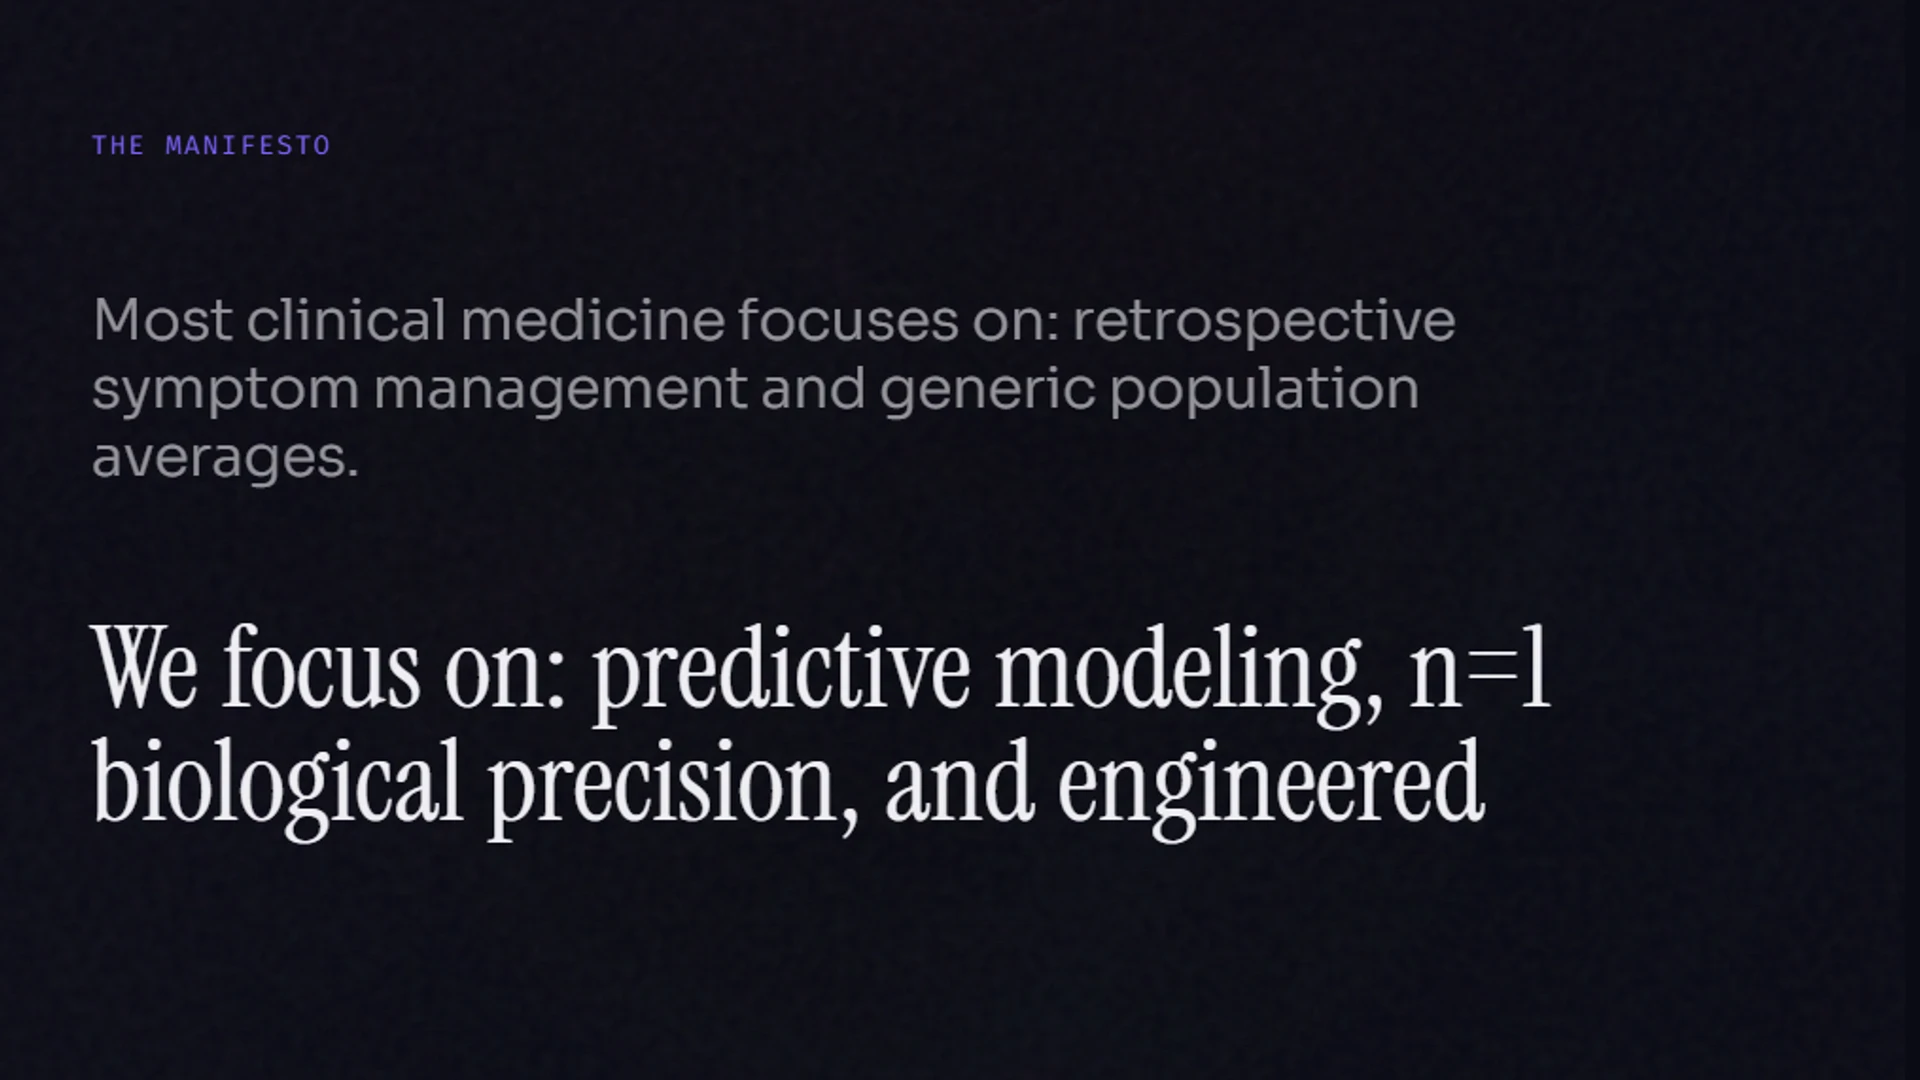 THE MANIFESTO
Most clinical medicine focuses on: retrospective
symptom management and generic population
averages.
We focus on: predictive modeling, n=1
biological precision, and engineered